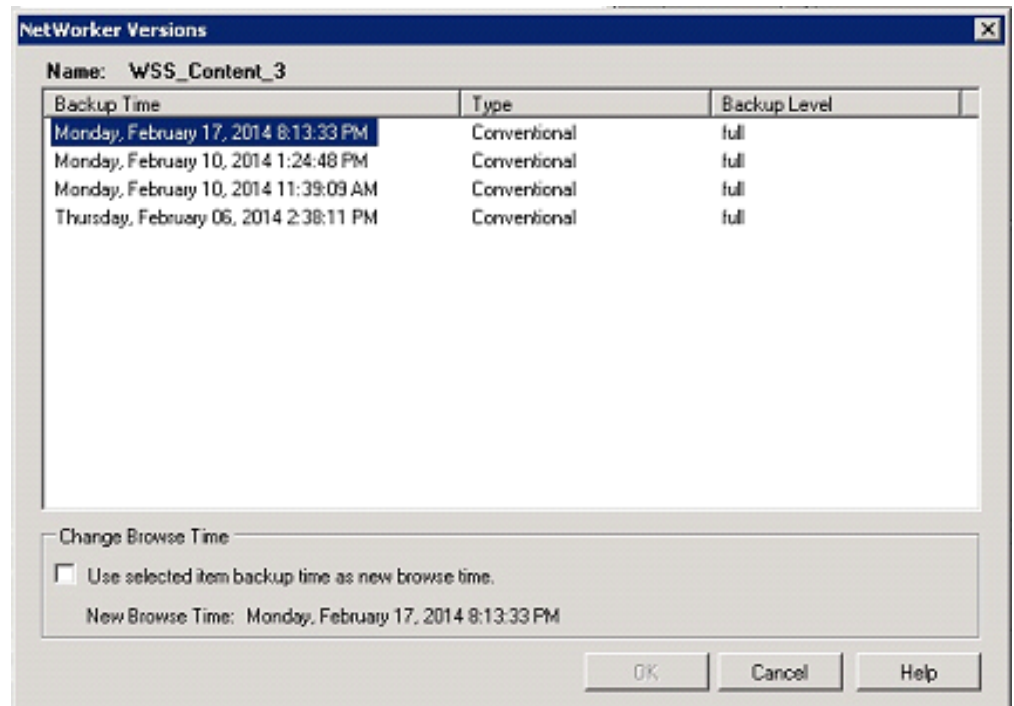 NetWorker Versions
Name: WSS_Content_3
Backup Time Type Backup Level
Monday, February 17, 2014 8:13:33 PM Conventional full
Monday, February 10, 2014 1:24:48 PM Conventional full
Monday, February 10, 2014 11:39:09 AM Conventional full
Thursday, February 06, 2014 2:38:11 PM Conventional full
Change Browse Time
Use selected item backup time as new browse time.
New Browse Time: Monday, February 17, 2014 8:13:33 PM
OK Cancel Help